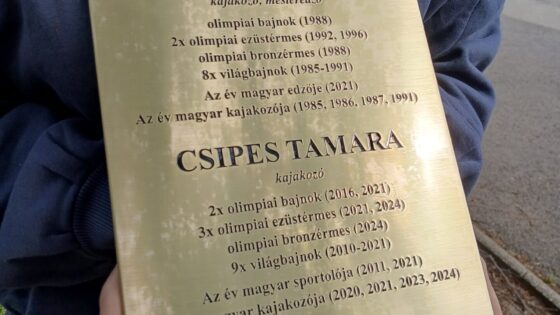 kajakozó, mesteredző
olimpiai bajnok (1988)
2x olimpiai ezüstérmes (1992, 1996)
olimpiai bronzérmes (1988)
8x világbajnok (1985-1991)
Az év magyar edzője (2021)
Az év magyar kajakozója (1985, 1986, 1987, 1991)
CSIPES TAMARA
kajakozó
2x olimpiai bajnok (2016, 2021)
3x olimpiai ezüstérmes (2021, 2024)
olimpiai bronzérmes (2024)
9x világbajnok (2010-2021)
Az év magyar sportolója (2011, 2021)
kajakozója (2020, 2021, 2023, 2024)